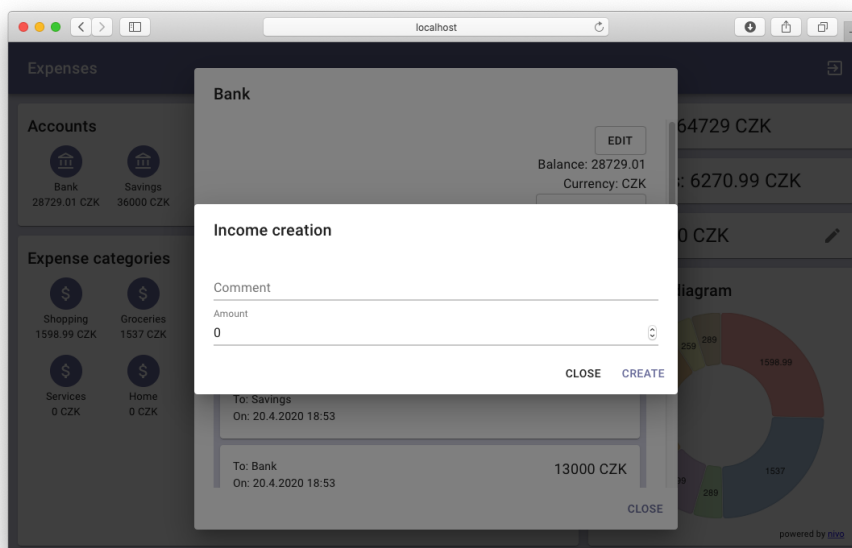 localhost
Expenses
Bank
Accounts
Bank
28729.01 CZK
Savings
36000 CZK
EDIT
Balance: 28729.01
Currency: CZK
64729 CZK
: 6270.99 CZK
0 CZK
Income creation
Comment
Amount
0
CLOSE
CREATE
Expense categories
$
Shopping
1598.99 CZK
$
Groceries
1537 CZK
$
Services
0 CZK
$
Home
0 CZK
To: Savings
On: 20.4.2020 18:53
To: Bank
On: 20.4.2020 18:53
13000 CZK
CLOSE
diagram
259
289
1598.99
1537
289
99
powered by nivo